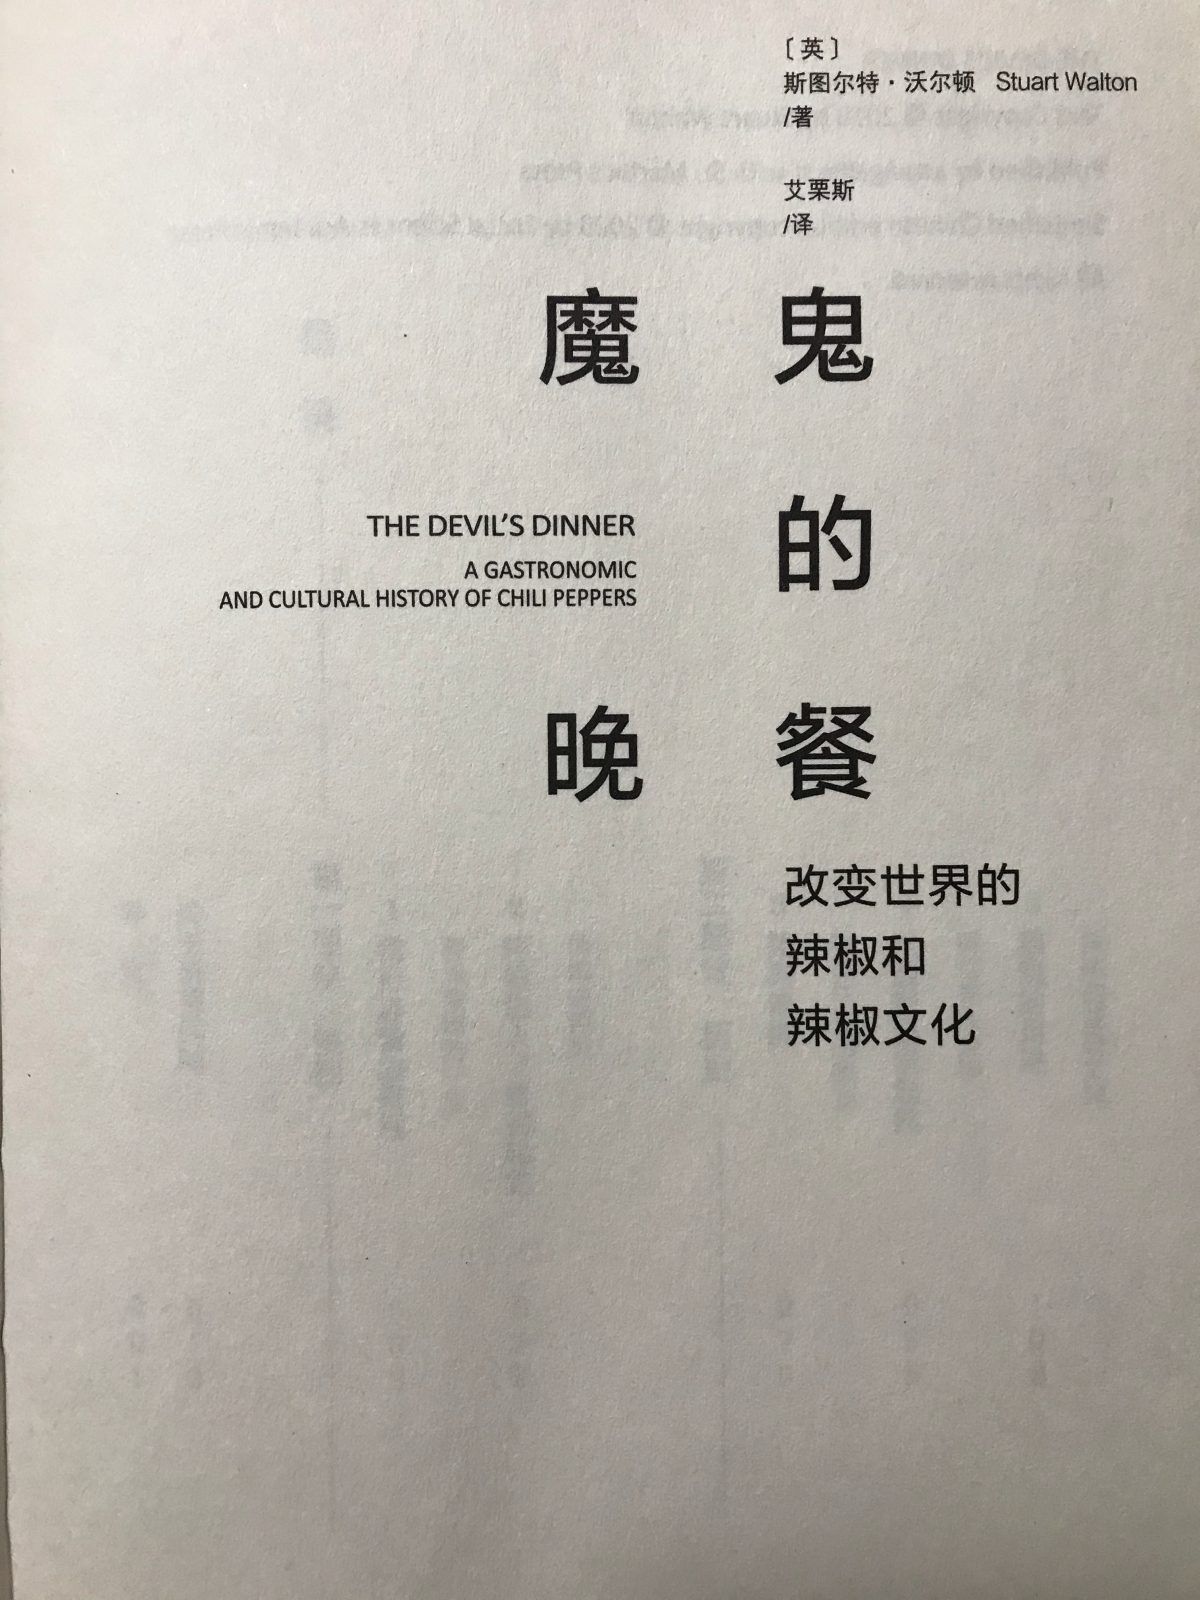 〔英〕
斯图尔特·沃尔顿 Stuart Walton
/著
艾栗斯
/译
魔鬼
的
晚餐
THE DEVIL'S DINNER
A GASTRONOMIC
AND CULTURAL HISTORY OF CHILI PEPPERS
改变世界的
辣椒和
辣椒文化